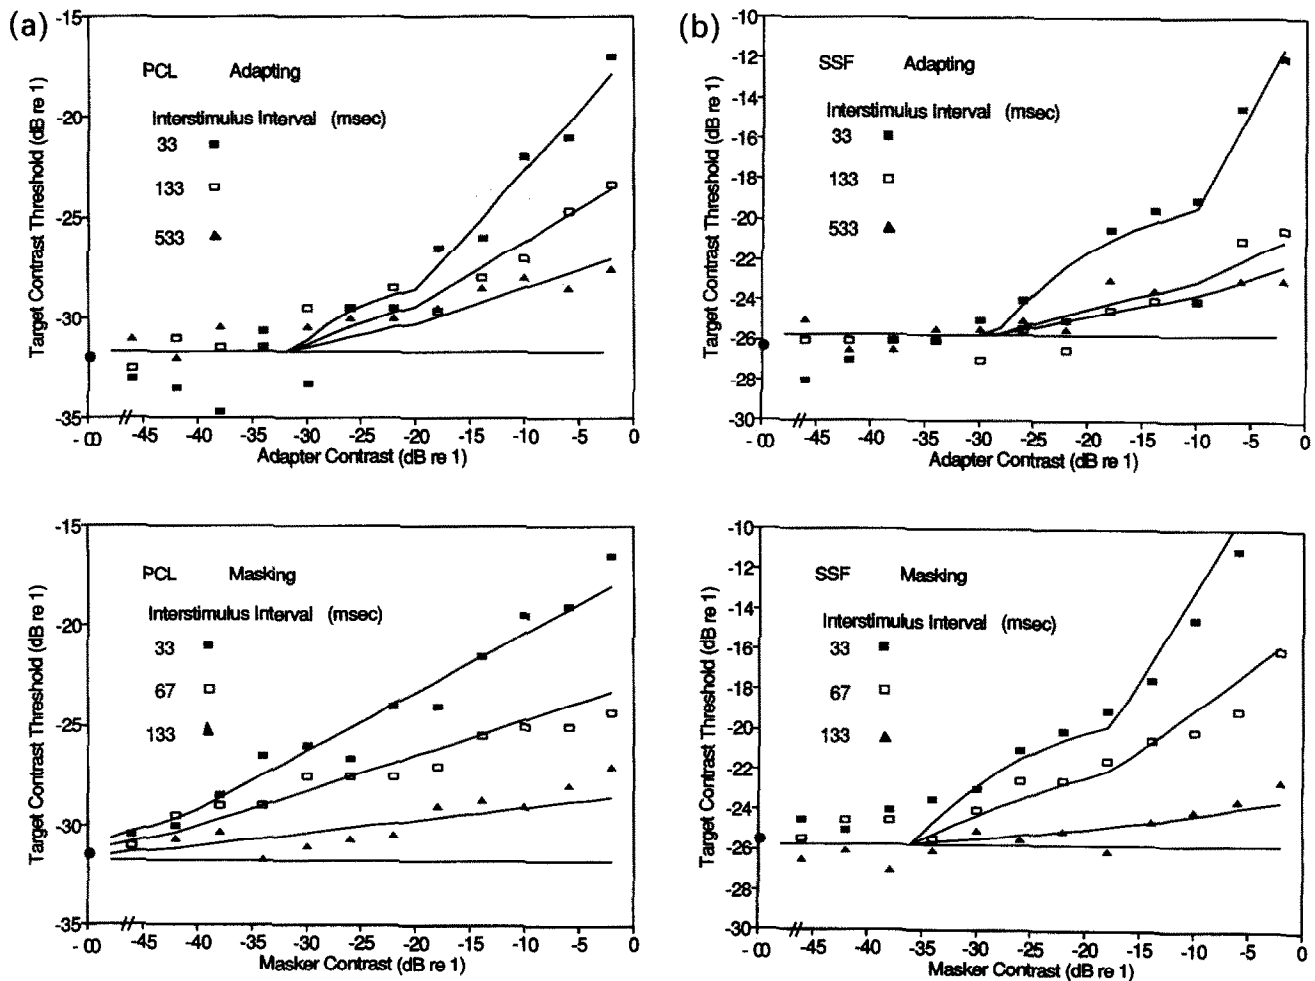 (a)
PCL Adapting
Interstimulus Interval (msec)
33
133
533
Target Contrast Threshold (dB re 1)
-15
-20
-25
-30
-35
- 00 -45 -40 -35 -30 -25 -20 -15 -10 -5 0
Adapter Contrast (dB re 1)
(b)
SSF Adapting
Interstimulus Interval (msec)
33
133
533
Target Contrast Threshold (dB re 1)
-10
-12
-14
-16
-18
-20
-22
-24
-26
-28
-30
- 00 -45 -40 -35 -30 -25 -20 -15 -10 -5 0
Adapter Contrast (dB re 1)
PCL Masking
Interstimulus Interval (msec)
33
67
133
Target Contrast Threshold (dB re 1)
-15
-20
-25
-30
-35
- 00 -45 -40 -35 -30 -25 -20 -15 -10 -5 0
Masker Contrast (dB re 1)
SSF Masking
Interstimulus Interval (msec)
33
67
133
Target Contrast Threshold (dB re 1)
-10
-12
-14
-16
-18
-20
-22
-24
-26
-28
-30
- 00 -45 -40 -35 -30 -25 -20 -15 -10 -5 0
Masker Contrast (dB re 1)